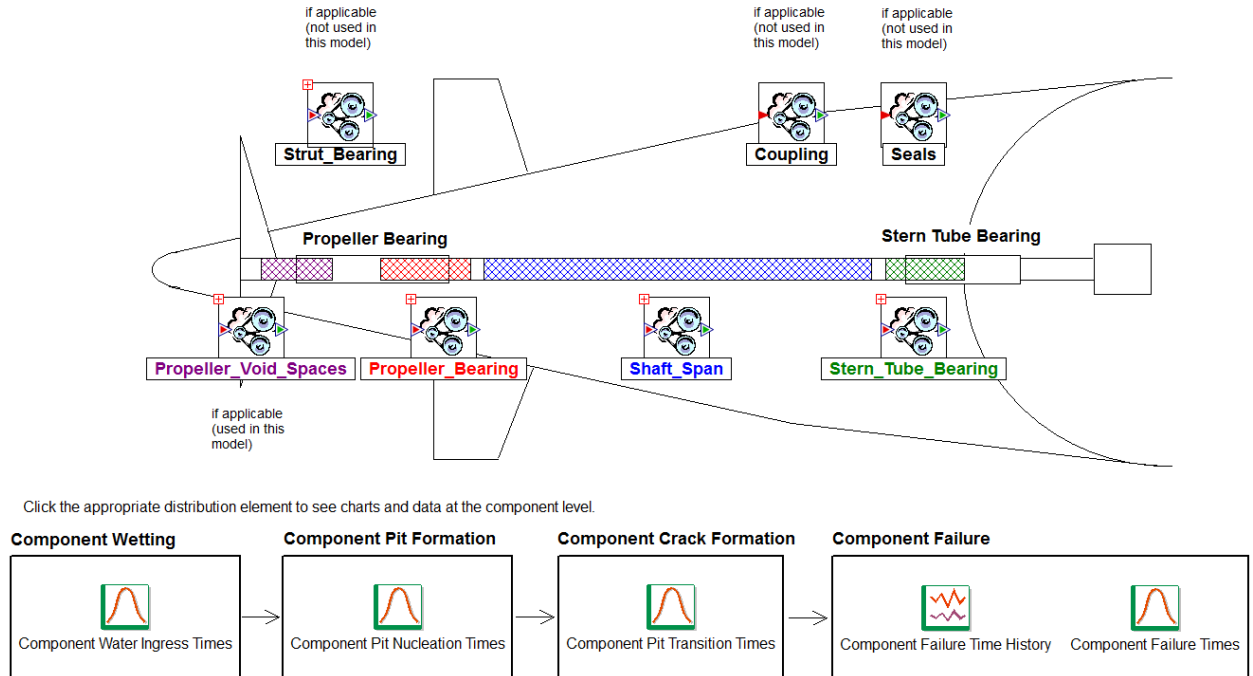 if applicable
(not used in
this model)
if applicable
(not used in
this model)
if applicable
(not used in
this model)
Strut_Bearing
Coupling
Seals
Propeller Bearing
Stern Tube Bearing
Propeller_Void_Spaces
Propeller_Bearing
Shaft_Span
Stern_Tube_Bearing
if applicable
(used in this
model)
Click the appropriate distribution element to see charts and data at the component level.
Component Wetting
Component Pit Formation
Component Crack Formation
Component Failure
Component Water Ingress Times
Component Pit Nucleation Times
Component Pit Transition Times
Component Failure Time History
Component Failure Times